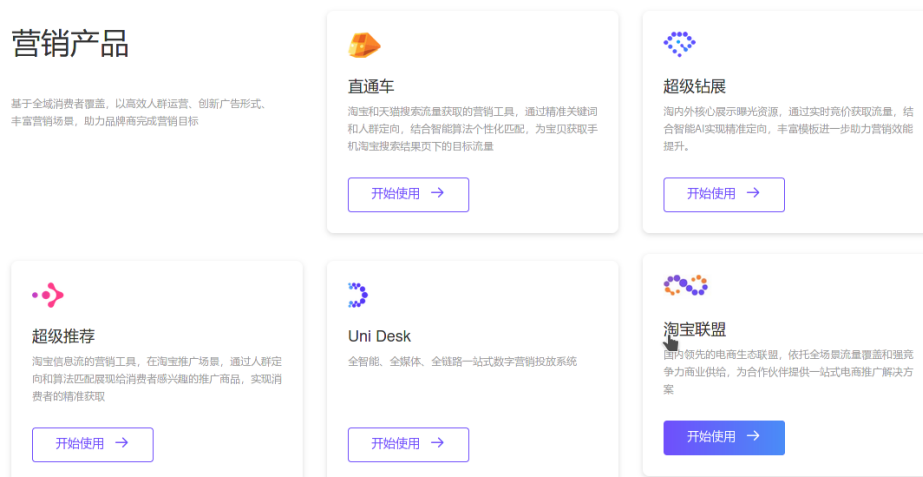 营销产品
基于全域消费者覆盖，以高效人群运营、创新广告形式、
丰富营销场景，助力品牌商完成营销目标
直通车
淘宝和天猫搜索流量获取的营销工具，通过精准关键词
和人群定向，结合智能算法个性化匹配，为宝贝获取手
机淘宝搜索结果页下的目标流量
开始使用 →
超级钻展
淘内外核心展示曝光资源，通过实时竞价获取流量，结
合智能AI实现精准定向，丰富模板进一步助力营销效能
提升。
开始使用 →
超级推荐
淘宝信息流的营销工具，在淘宝推广场景，通过人群定
向和算法匹配展现给消费者感兴趣的推广商品，实现消
费者的精准获取
开始使用 →
Uni Desk
全智能、全媒体、全链路一站式数字营销投放系统
开始使用 →
淘宝联盟
国内领先的电商生态联盟，依托全场景流量覆盖和强竞
争力商业供给，为合作伙伴提供一站式电商推广解决方
案
开始使用 →